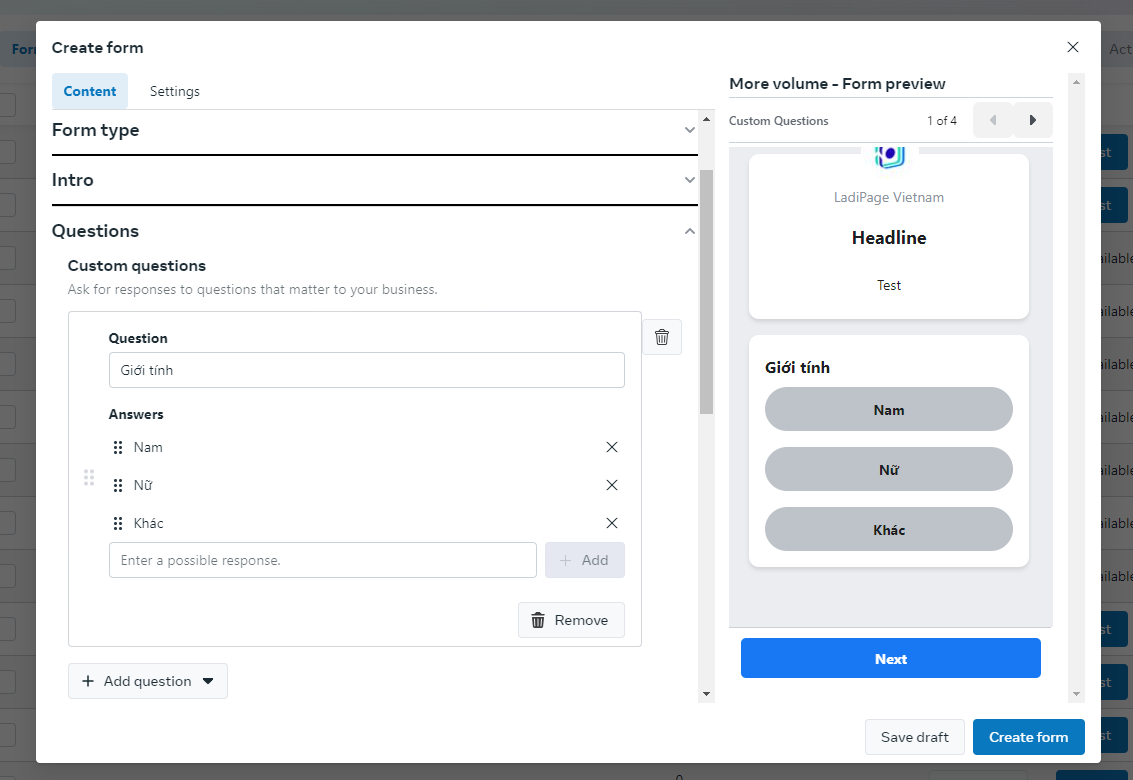 Create form
Content
Settings
Form type
Intro
Questions
Custom questions
Ask for responses to questions that matter to your business.
Question
Giới tính
Answers
Nam
Nữ
Khác
Enter a possible response.
+ Add
Remove
+ Add question
More volume - Form preview
Custom Questions
1 of 4
LadiPage Vietnam
Headline
Test
Giới tính
Nam
Nữ
Khác
Next
Save draft
Create form